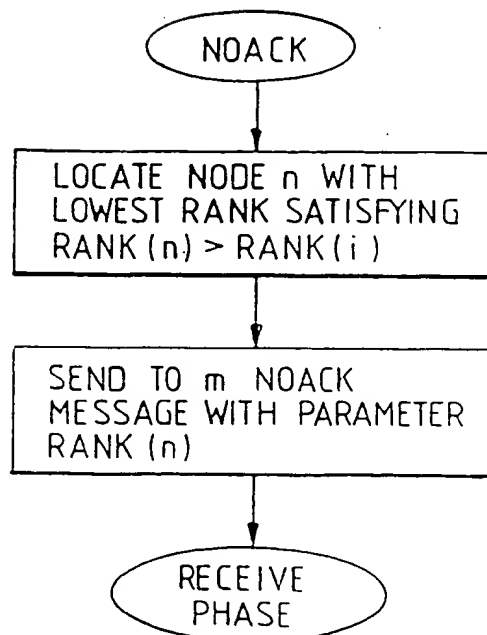 NOACK
LOCATE NODE n WITH
LOWEST RANK SATISFYING
RANK (n) > RANK (i)
SEND TO m NOACK
MESSAGE WITH PARAMETER
RANK (n)
RECEIVE
PHASE